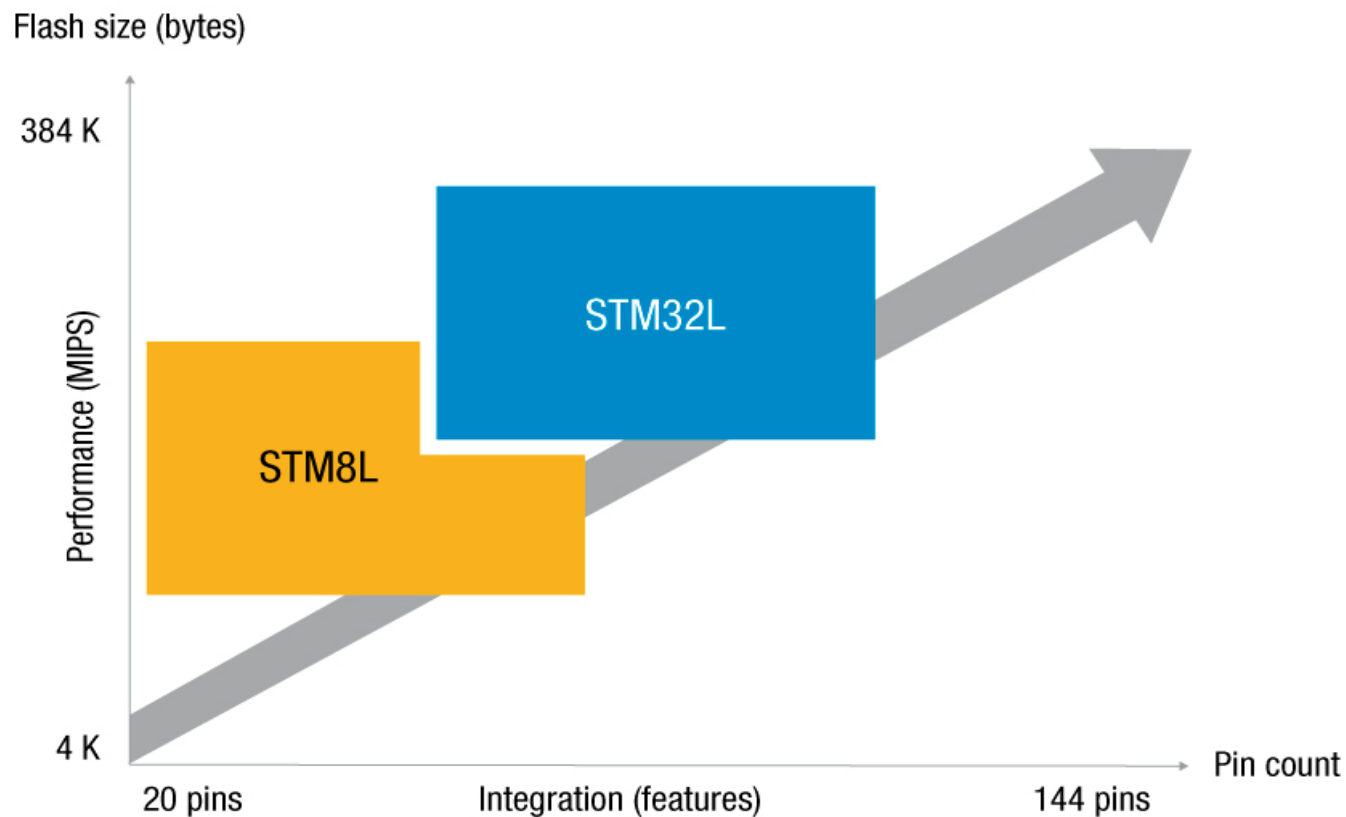 Flash size (bytes)
384 K
STM32L
Performance (MIPS)
STM8L
4 K
Pin count
20 pins
Integration (features)
144 pins